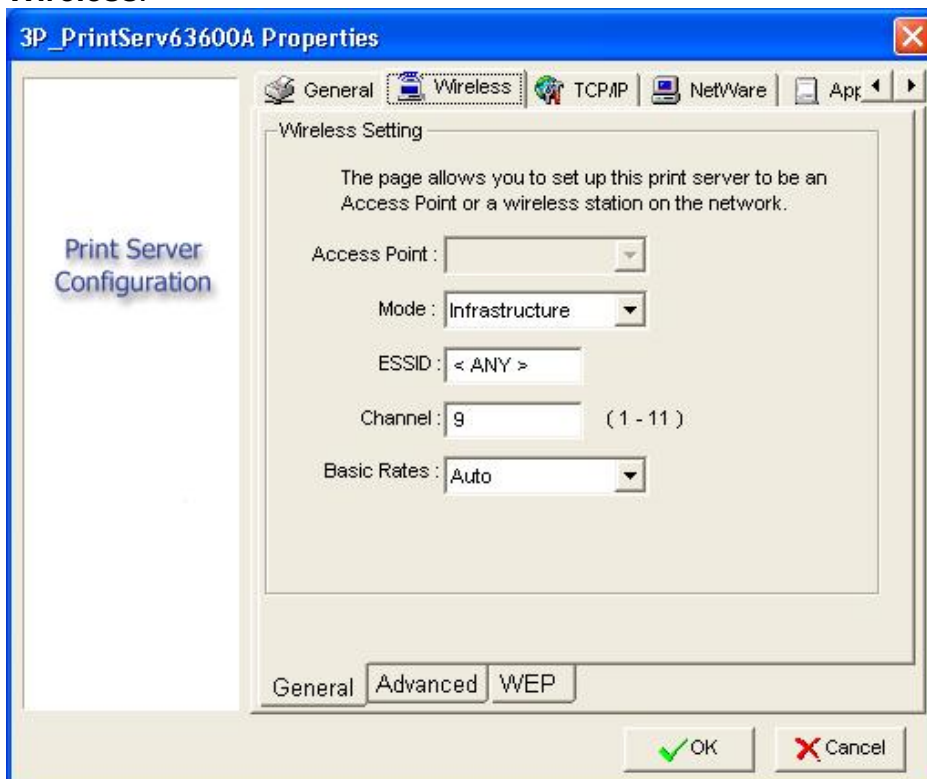 Wireless:
3P_PrintServ63600A Properties
General Wireless TCP/IP NetWare App
Print Server
Configuration
Wireless Setting
The page allows you to set up this print server to be an
Access Point or a wireless station on the network.
Access Point :
Mode : Infrastructure
ESSID : < ANY >
Channel : 9 ( 1 - 11 )
Basic Rates : Auto
General Advanced WEP
OK Cancel